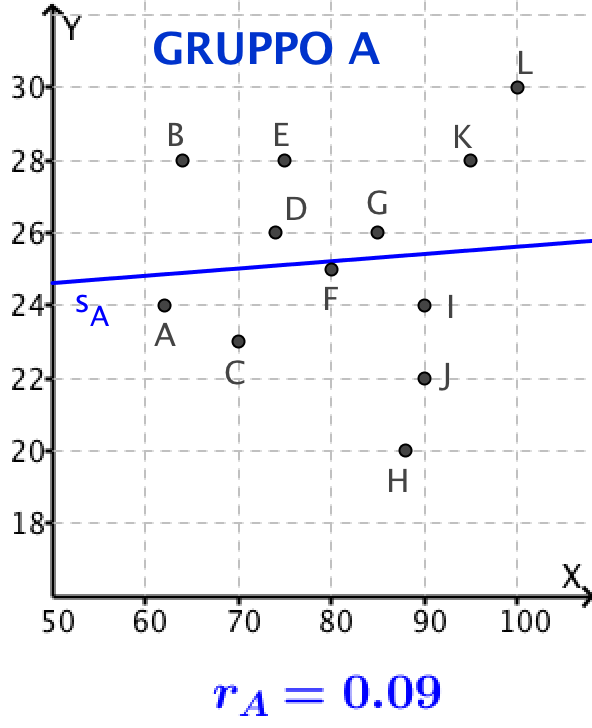 Y
GRUPPO A
L
30
B E K
28
D G
26
F
s_A
24
A I
C J
22
20
H
18
X
50 60 70 80 90 100
r_A = 0.09